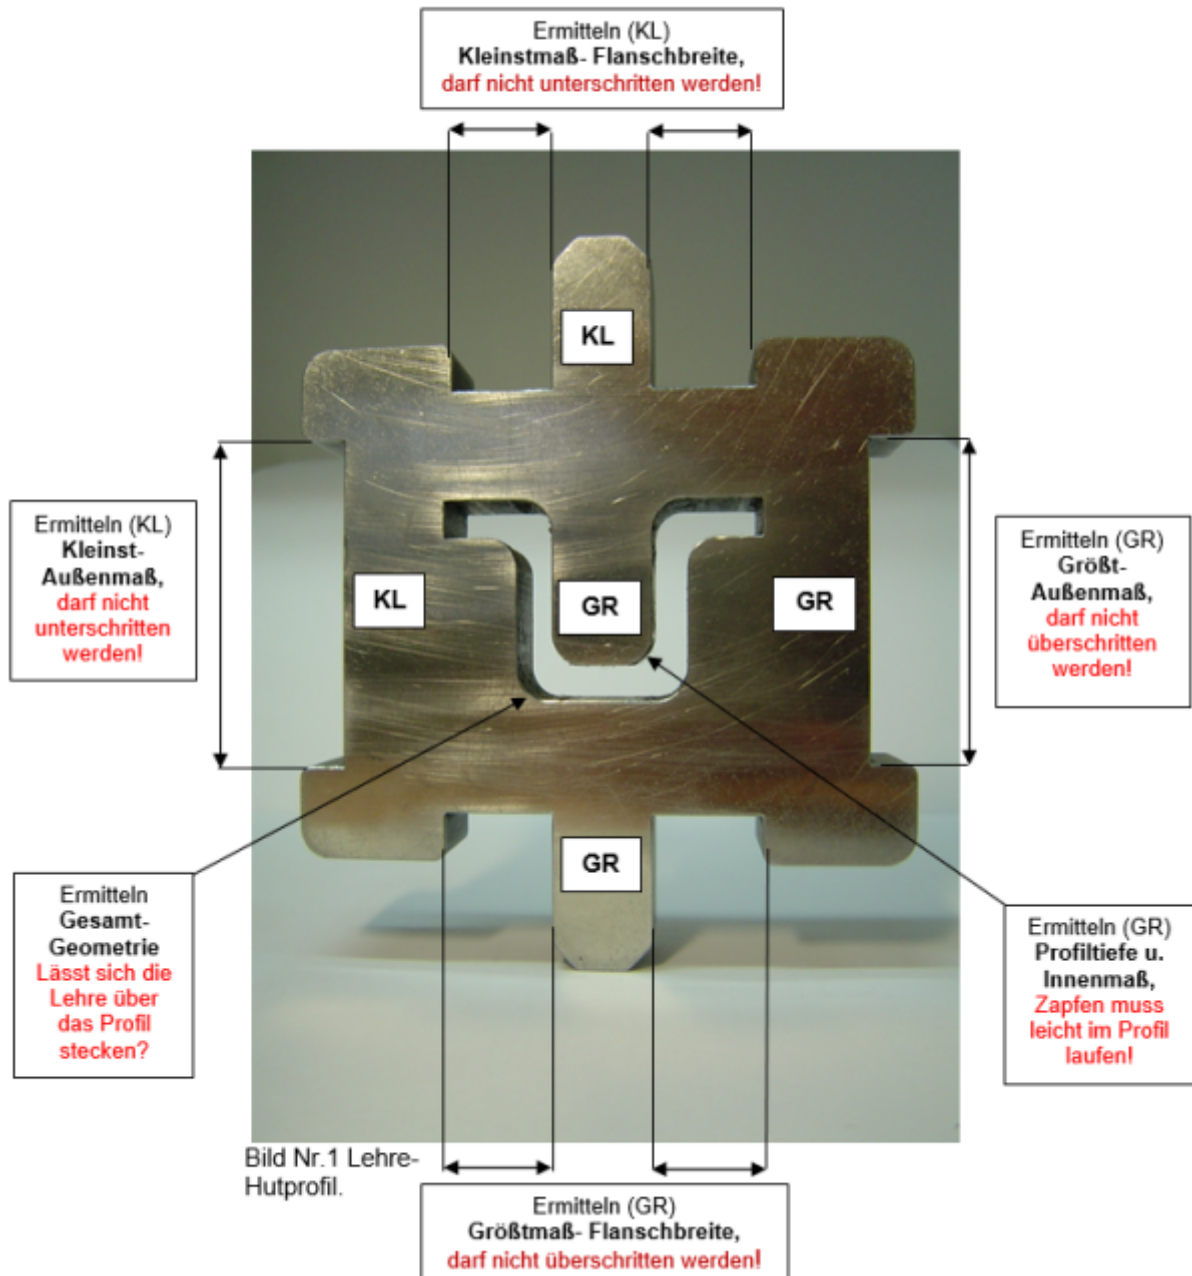 Ermitteln (KL)
Kleinstmaß- Flanschbreite,
darf nicht unterschritten werden!
KL
Ermitteln (KL)
Kleinst-
Außenmaß,
darf nicht
unterschritten
werden!
KL
GR
GR
Ermitteln (GR)
Größt-
Außenmaß,
darf nicht
überschritten
werden!
GR
Ermitteln
Gesamt-
Geometrie
Lässt sich die
Lehre über
das Profil
stecken?
Ermitteln (GR)
Profiltiefe u.
Innenmaß,
Zapfen muss
leicht im Profil
laufen!
Bild Nr.1 Lehre-
Hutprofil.
Ermitteln (GR)
Größtmaß- Flanschbreite,
darf nicht überschritten werden!